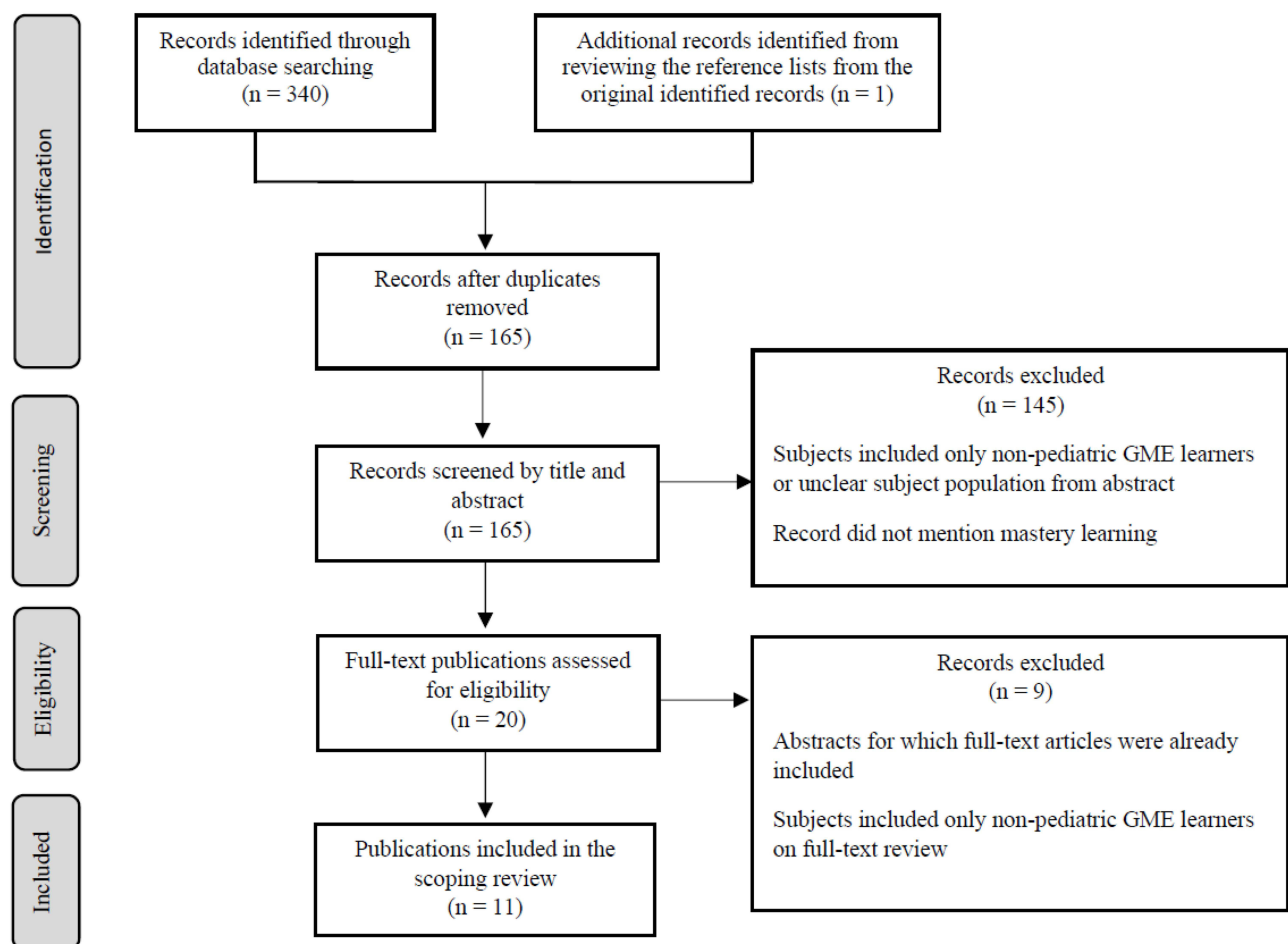 Identification
Records identified through
database searching
(n = 340)
Additional records identified from
reviewing the reference lists from the
original identified records (n = 1)
Records after duplicates
removed
(n = 165)
Screening
Records screened by title and
abstract
(n = 165)
Records excluded
(n = 145)
Subjects included only non-pediatric GME learners
or unclear subject population from abstract
Record did not mention mastery learning
Eligibility
Full-text publications assessed
for eligibility
(n = 20)
Records excluded
(n = 9)
Abstracts for which full-text articles were already
included
Subjects included only non-pediatric GME learners
on full-text review
Included
Publications included in the
scoping review
(n = 11)